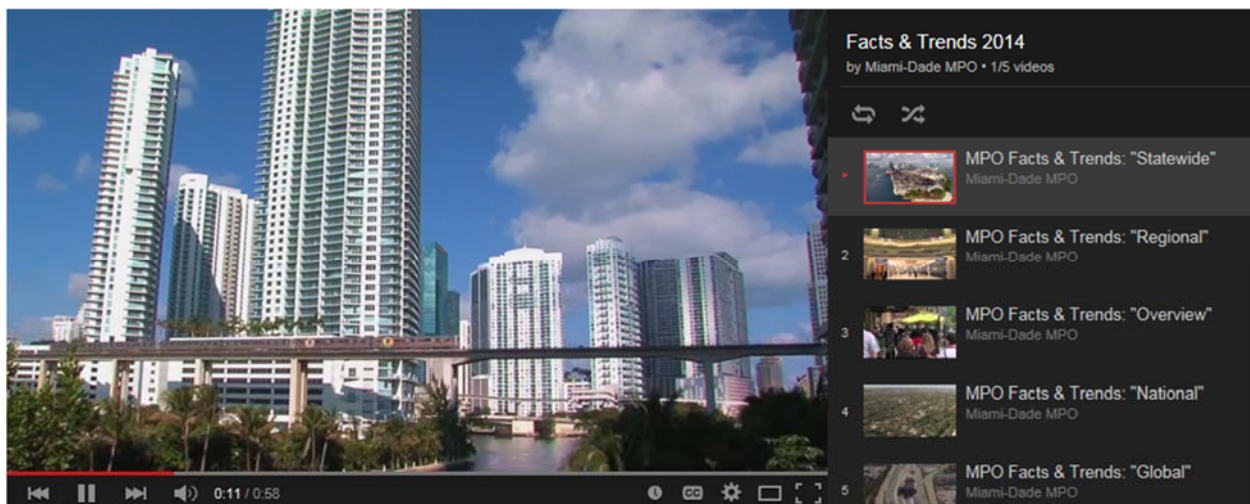 Facts & Trends 2014
by Miami-Dade MPO • 1/5 videos
MPO Facts & Trends: "Statewide"
Miami-Dade MPO
2
MPO Facts & Trends: "Regional"
Miami-Dade MPO
3
MPO Facts & Trends: "Overview"
Miami-Dade MPO
4
MPO Facts & Trends: "National"
Miami-Dade MPO
5
MPO Facts & Trends: "Global"
Miami-Dade MPO
0:11 / 0:58
CC